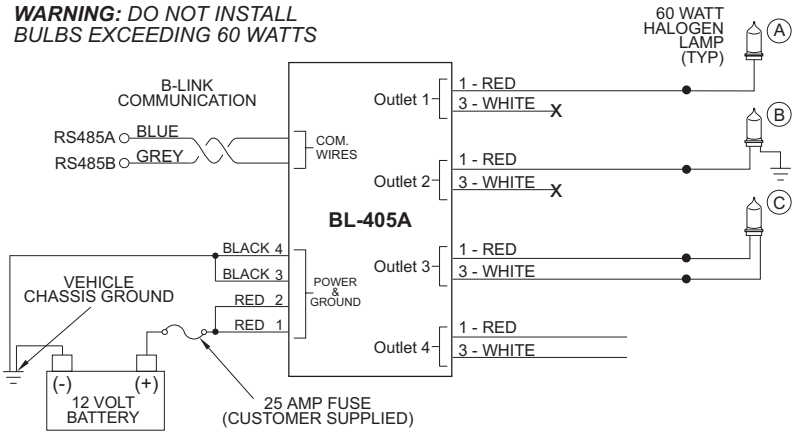 WARNING: DO NOT INSTALL
BULBS EXCEEDING 60 WATTS
60 WATT
HALOGEN
LAMP
(TYP)
A
B-LINK
COMMUNICATION
RS485A
BLUE
RS485B
GREY
COM.
WIRES
Outlet 1
1 - RED
3 - WHITE
X
B
Outlet 2
1 - RED
3 - WHITE
X
C
BL-405A
BLACK 4
BLACK 3
RED 2
RED 1
POWER
&
GROUND
Outlet 3
1 - RED
3 - WHITE
Outlet 4
1 - RED
3 - WHITE
VEHICLE
CHASSIS GROUND
(-)
(+)
12 VOLT
BATTERY
25 AMP FUSE
(CUSTOMER SUPPLIED)